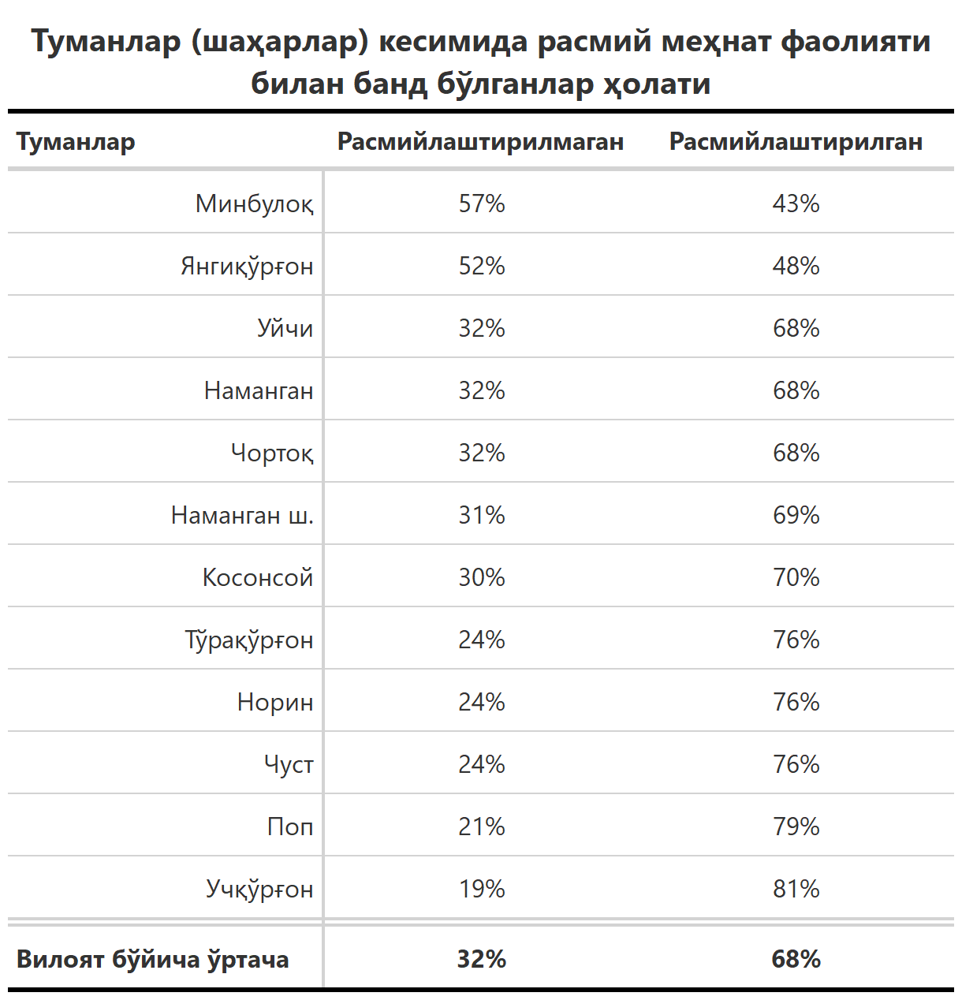 Туманлар (шаҳарлар) кесимида расмий меҳнат фаолияти
билан банд бўлганлар ҳолати
Туманлар Расмийлаштирилмаган Расмийлаштирилган
Минбулоқ 57% 43%
Янгиқўрғон 52% 48%
Уйчи 32% 68%
Наманган 32% 68%
Чортоқ 32% 68%
Наманган ш. 31% 69%
Косонсой 30% 70%
Тўрақўрғон 24% 76%
Норин 24% 76%
Чуст 24% 76%
Поп 21% 79%
Учқўрғон 19% 81%
Вилоят бўйича ўртача 32% 68%